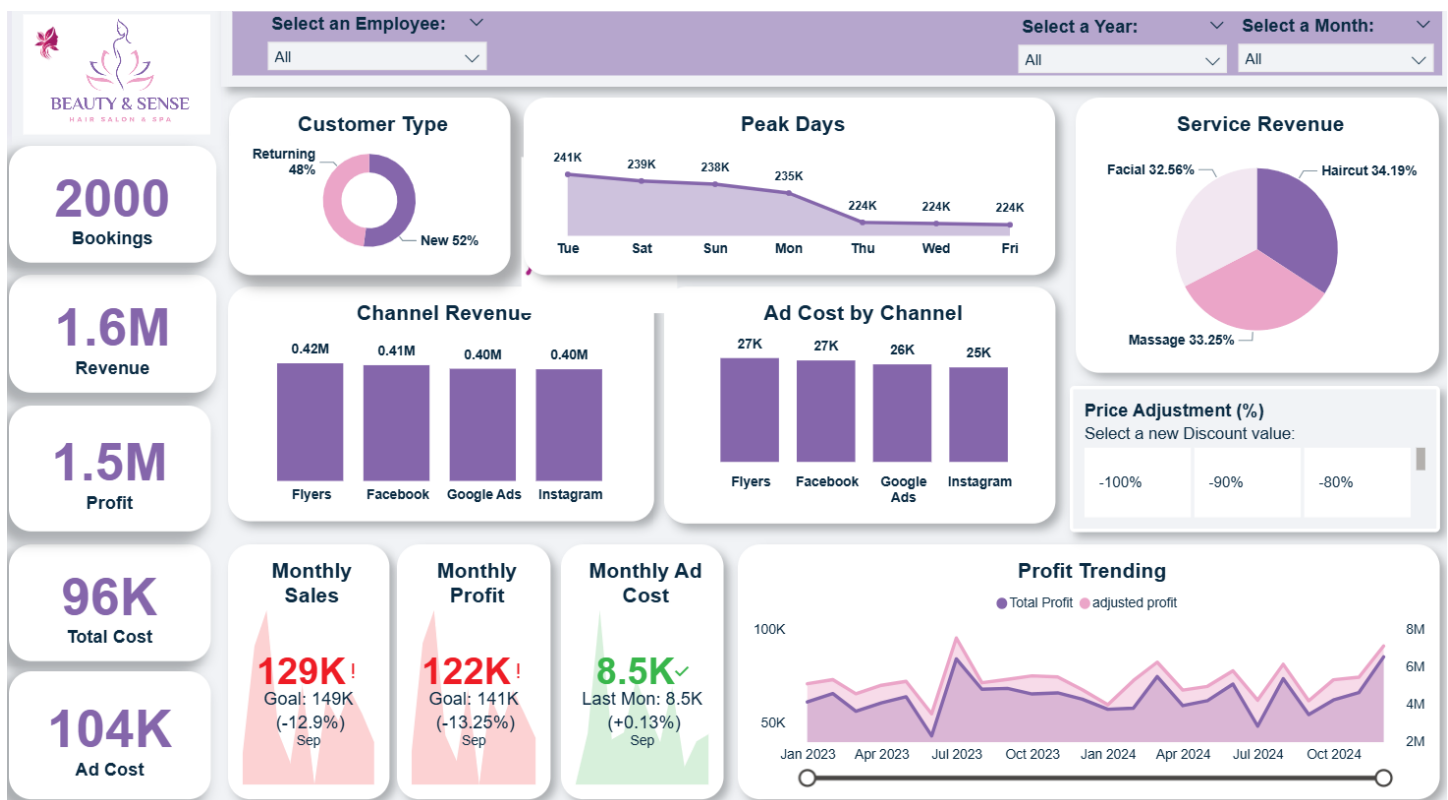 Select an Employee:
All
Select a Year:
All
Select a Month:
All
BEAUTY & SENSE
HAIR SALON & SPA
2000
Bookings
1.6M
Revenue
1.5M
Profit
96K
Total Cost
104K
Ad Cost
Customer Type
Returning
48%
New 52%
Peak Days
241K
239K
238K
235K
224K
224K
224K
Tue
Sat
Sun
Mon
Thu
Wed
Fri
Service Revenue
Facial 32.56%
Haircut 34.19%
Massage 33.25%
Channel Revenue
0.42M
0.41M
0.40M
0.40M
Flyers
Facebook
Google Ads
Instagram
Ad Cost by Channel
27K
27K
26K
25K
Flyers
Facebook
Google
Ads
Instagram
Price Adjustment (%)
Select a new Discount value:
-100%
-90%
-80%
Monthly
Sales
129K!
Goal: 149K
(-12.9%)
Sep
Monthly
Profit
122K!
Goal: 141K
(-13.25%)
Sep
Monthly Ad
Cost
8.5K✓
Last Mon: 8.5K
(+0.13%)
Sep
Profit Trending
Total Profit
adjusted profit
100K
50K
8M
6M
4M
2M
Jan 2023
Apr 2023
Jul 2023
Oct 2023
Jan 2024
Apr 2024
Jul 2024
Oct 2024